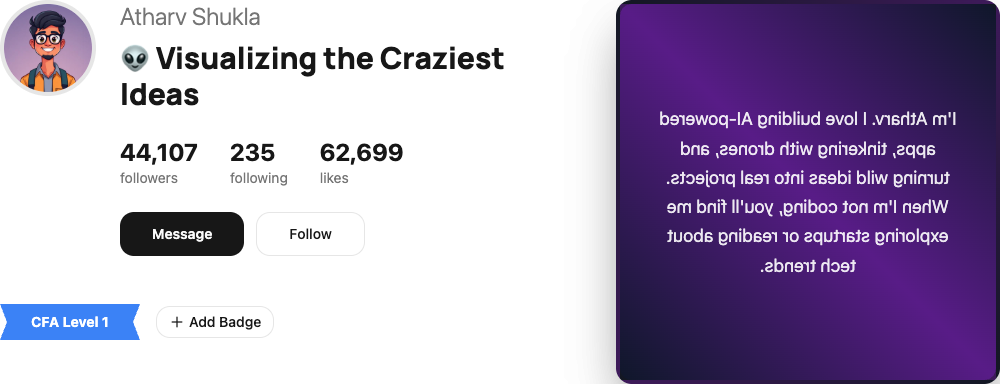 Atharv Shukla
👽 Visualizing the Craziest
Ideas
44,107 235 62,699
followers following likes
Message Follow
CFA Level 1 + Add Badge
I'm Atharv. I love building AI-powered
apps, tinkering with drones, and
turning wild ideas into real projects.
When I'm not coding, you'll find me
exploring startups or reading about
tech trends.